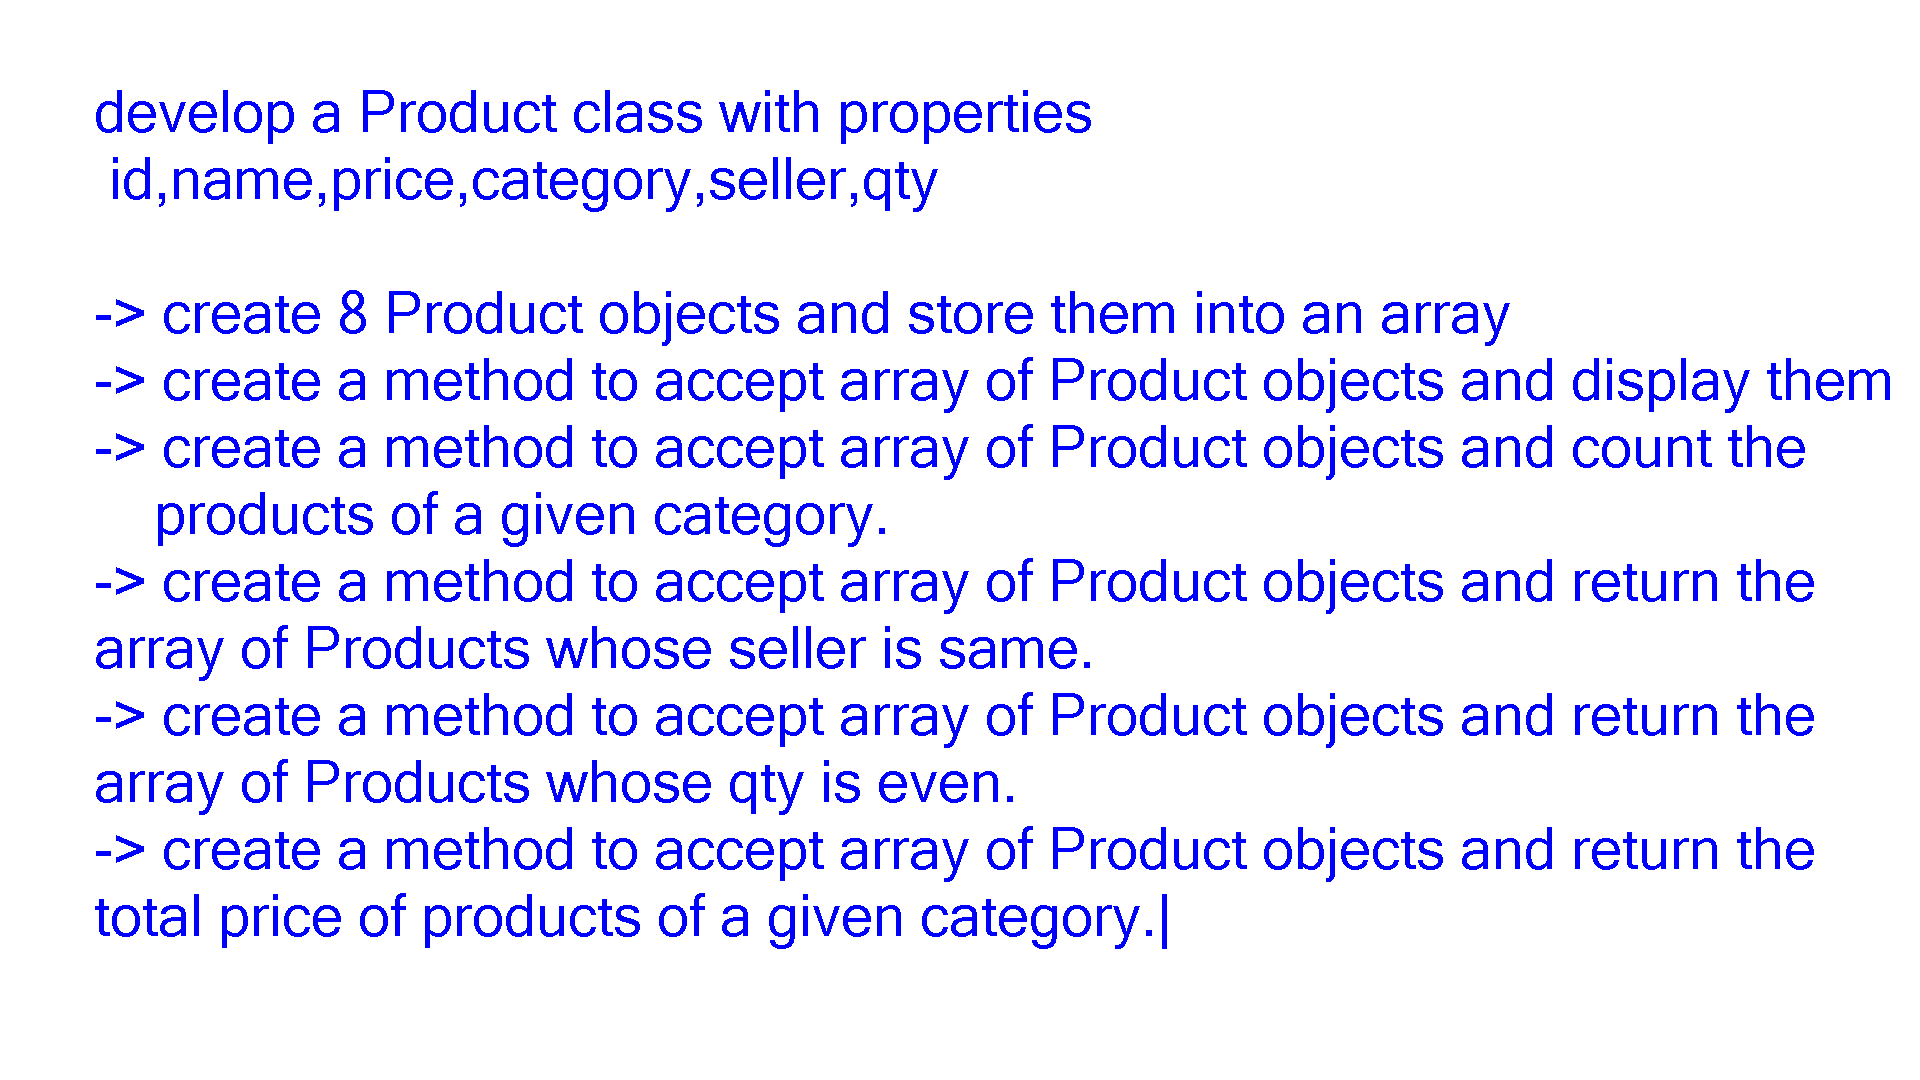 develop a Product class with properties
id,name,price,category,seller,qty
-> create 8 Product objects and store them into an array
-> create a method to accept array of Product objects and display them
-> create a method to accept array of Product objects and count the
products of a given category.
-> create a method to accept array of Product objects and return the
array of Products whose seller is same.
-> create a method to accept array of Product objects and return the
array of Products whose qty is even.
-> create a method to accept array of Product objects and return the
total price of products of a given category.